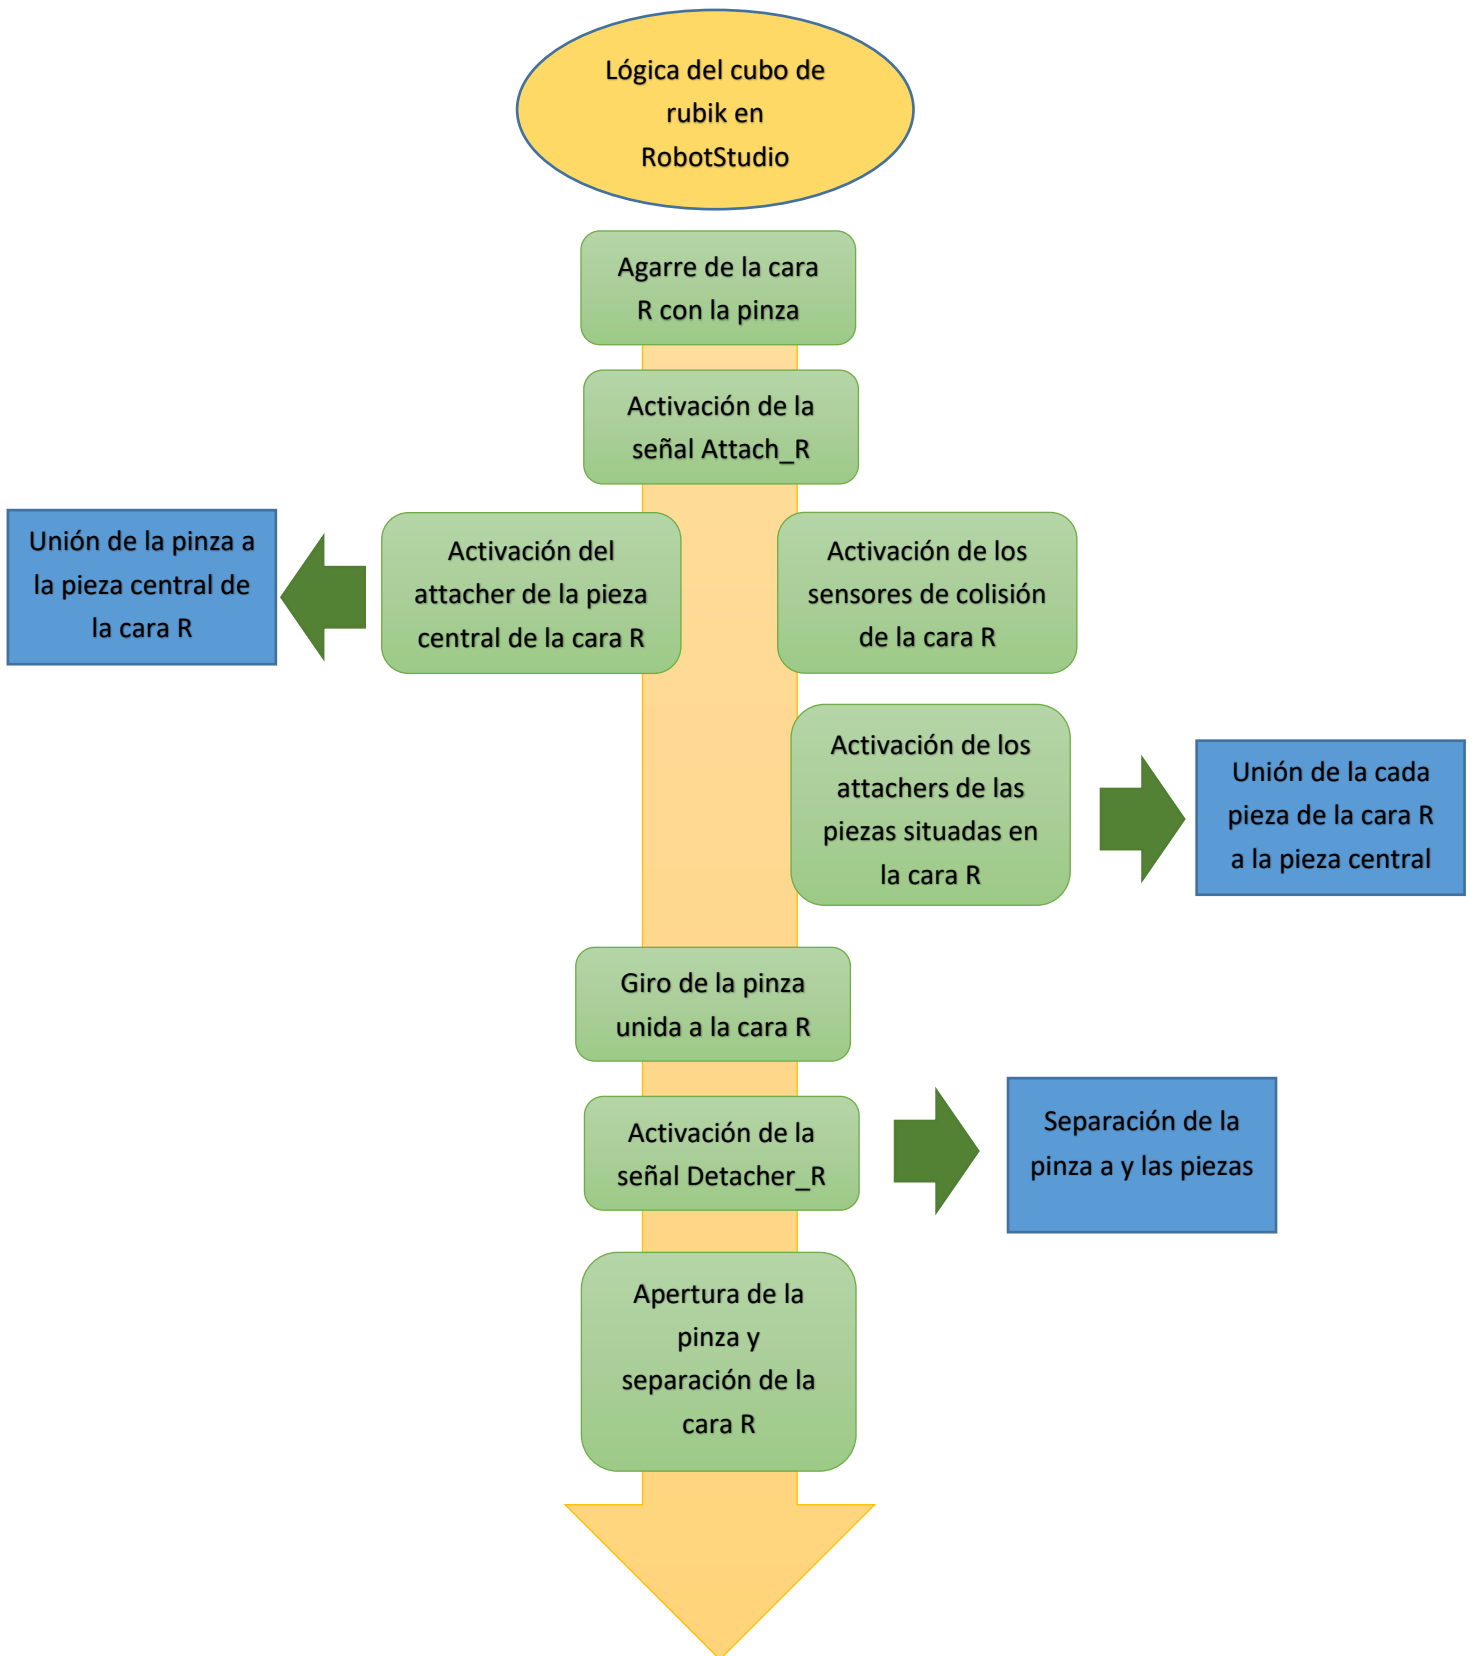 Lógica del cubo de
rubik en
RobotStudio
Agarre de la cara
R con la pinza
Activación de la
señal Attach_R
Unión de la pinza a
la pieza central de
la cara R
Activación del
attacher de la pieza
central de la cara R
Activación de los
sensores de colisión
de la cara R
Activación de los
attachers de las
piezas situadas en
la cara R
Unión de la cada
pieza de la cara R
a la pieza central
Giro de la pinza
unida a la cara R
Activación de la
señal Detacher_R
Separación de la
pinza a y las piezas
Apertura de la
pinza y
separación de la
cara R